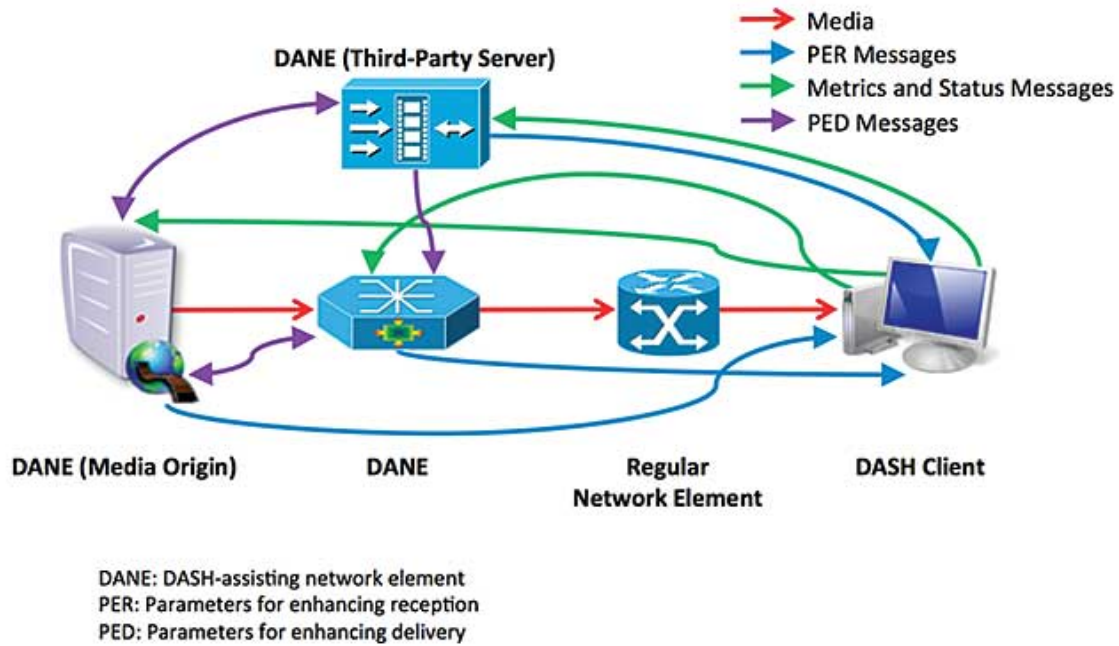 Media
PER Messages
Metrics and Status Messages
PED Messages
DANE (Third-Party Server)
DANE (Media Origin)
DANE
Regular
Network Element
DASH Client
DANE: DASH-assisting network element
PER: Parameters for enhancing reception
PED: Parameters for enhancing delivery